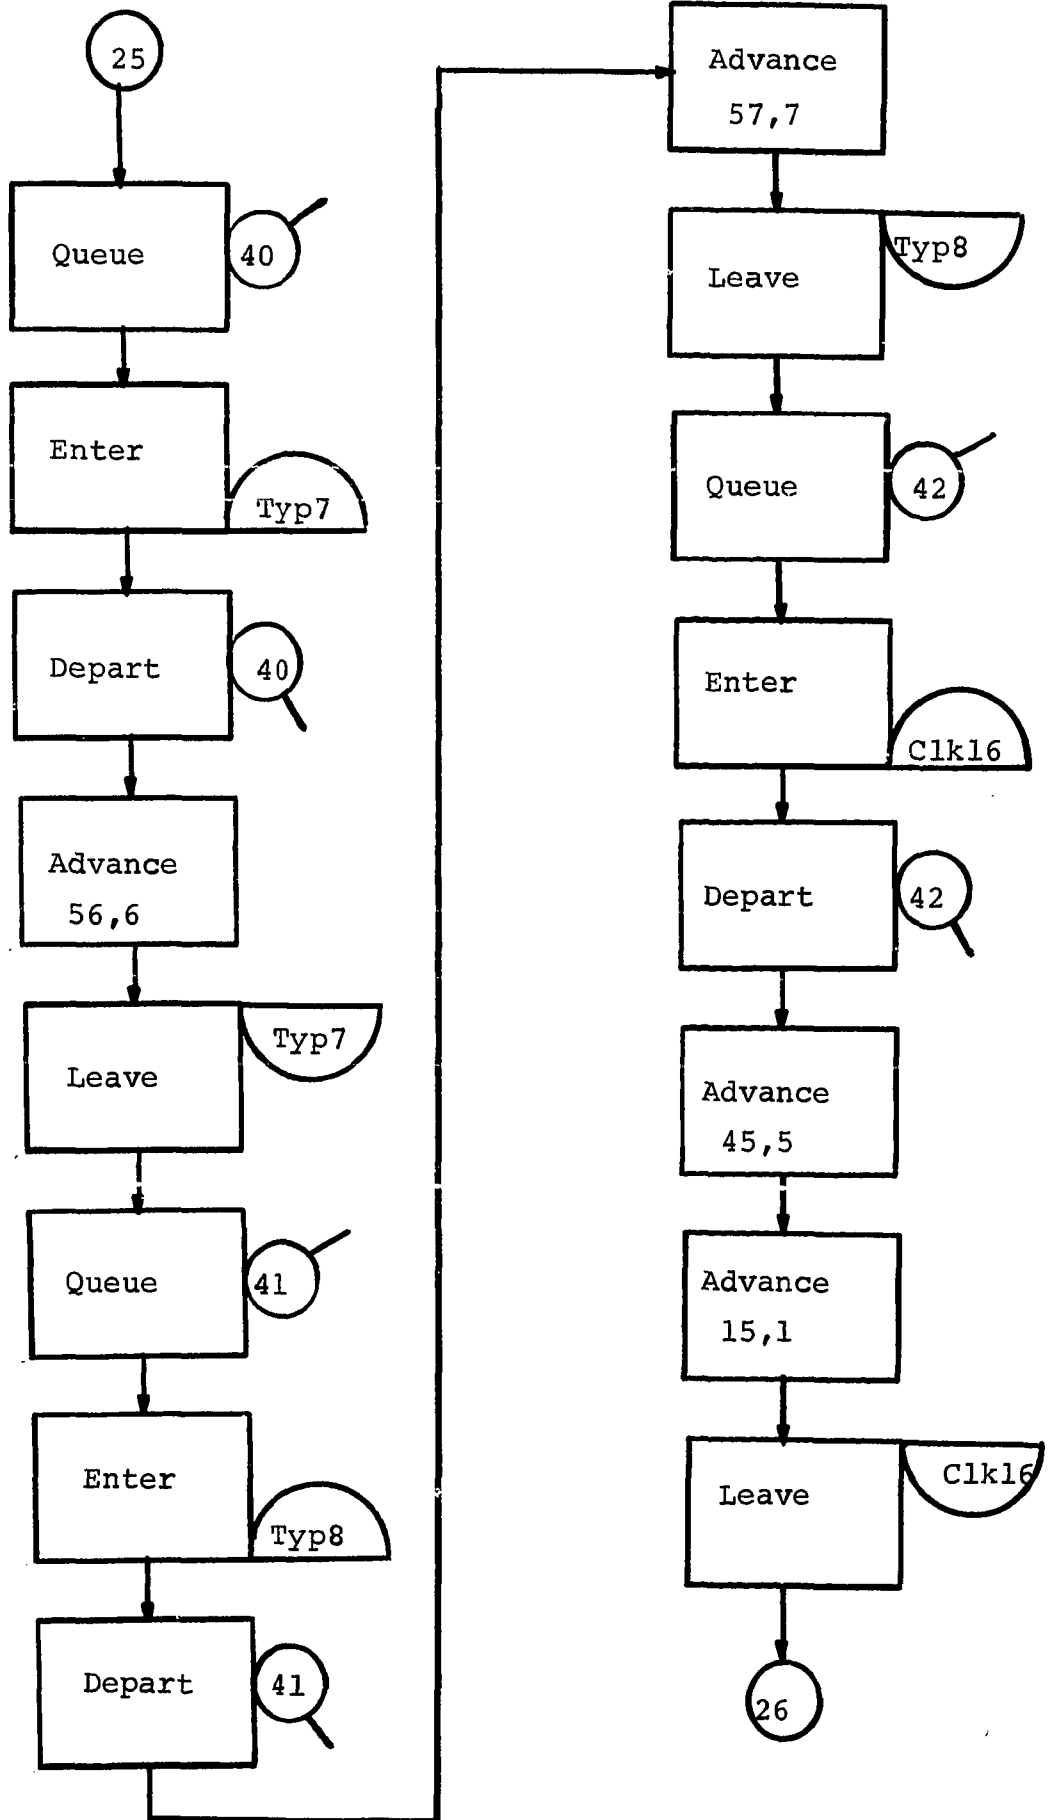 25
Queue
40
Enter
Typ7
Depart
40
Advance
56,6
Leave
Typ7
Queue
41
Enter
Typ8
Depart
41
Advance
57,7
Leave
Typ8
Queue
42
Enter
Clk16
Depart
42
Advance
45,5
Advance
15,1
Leave
Clk16
26